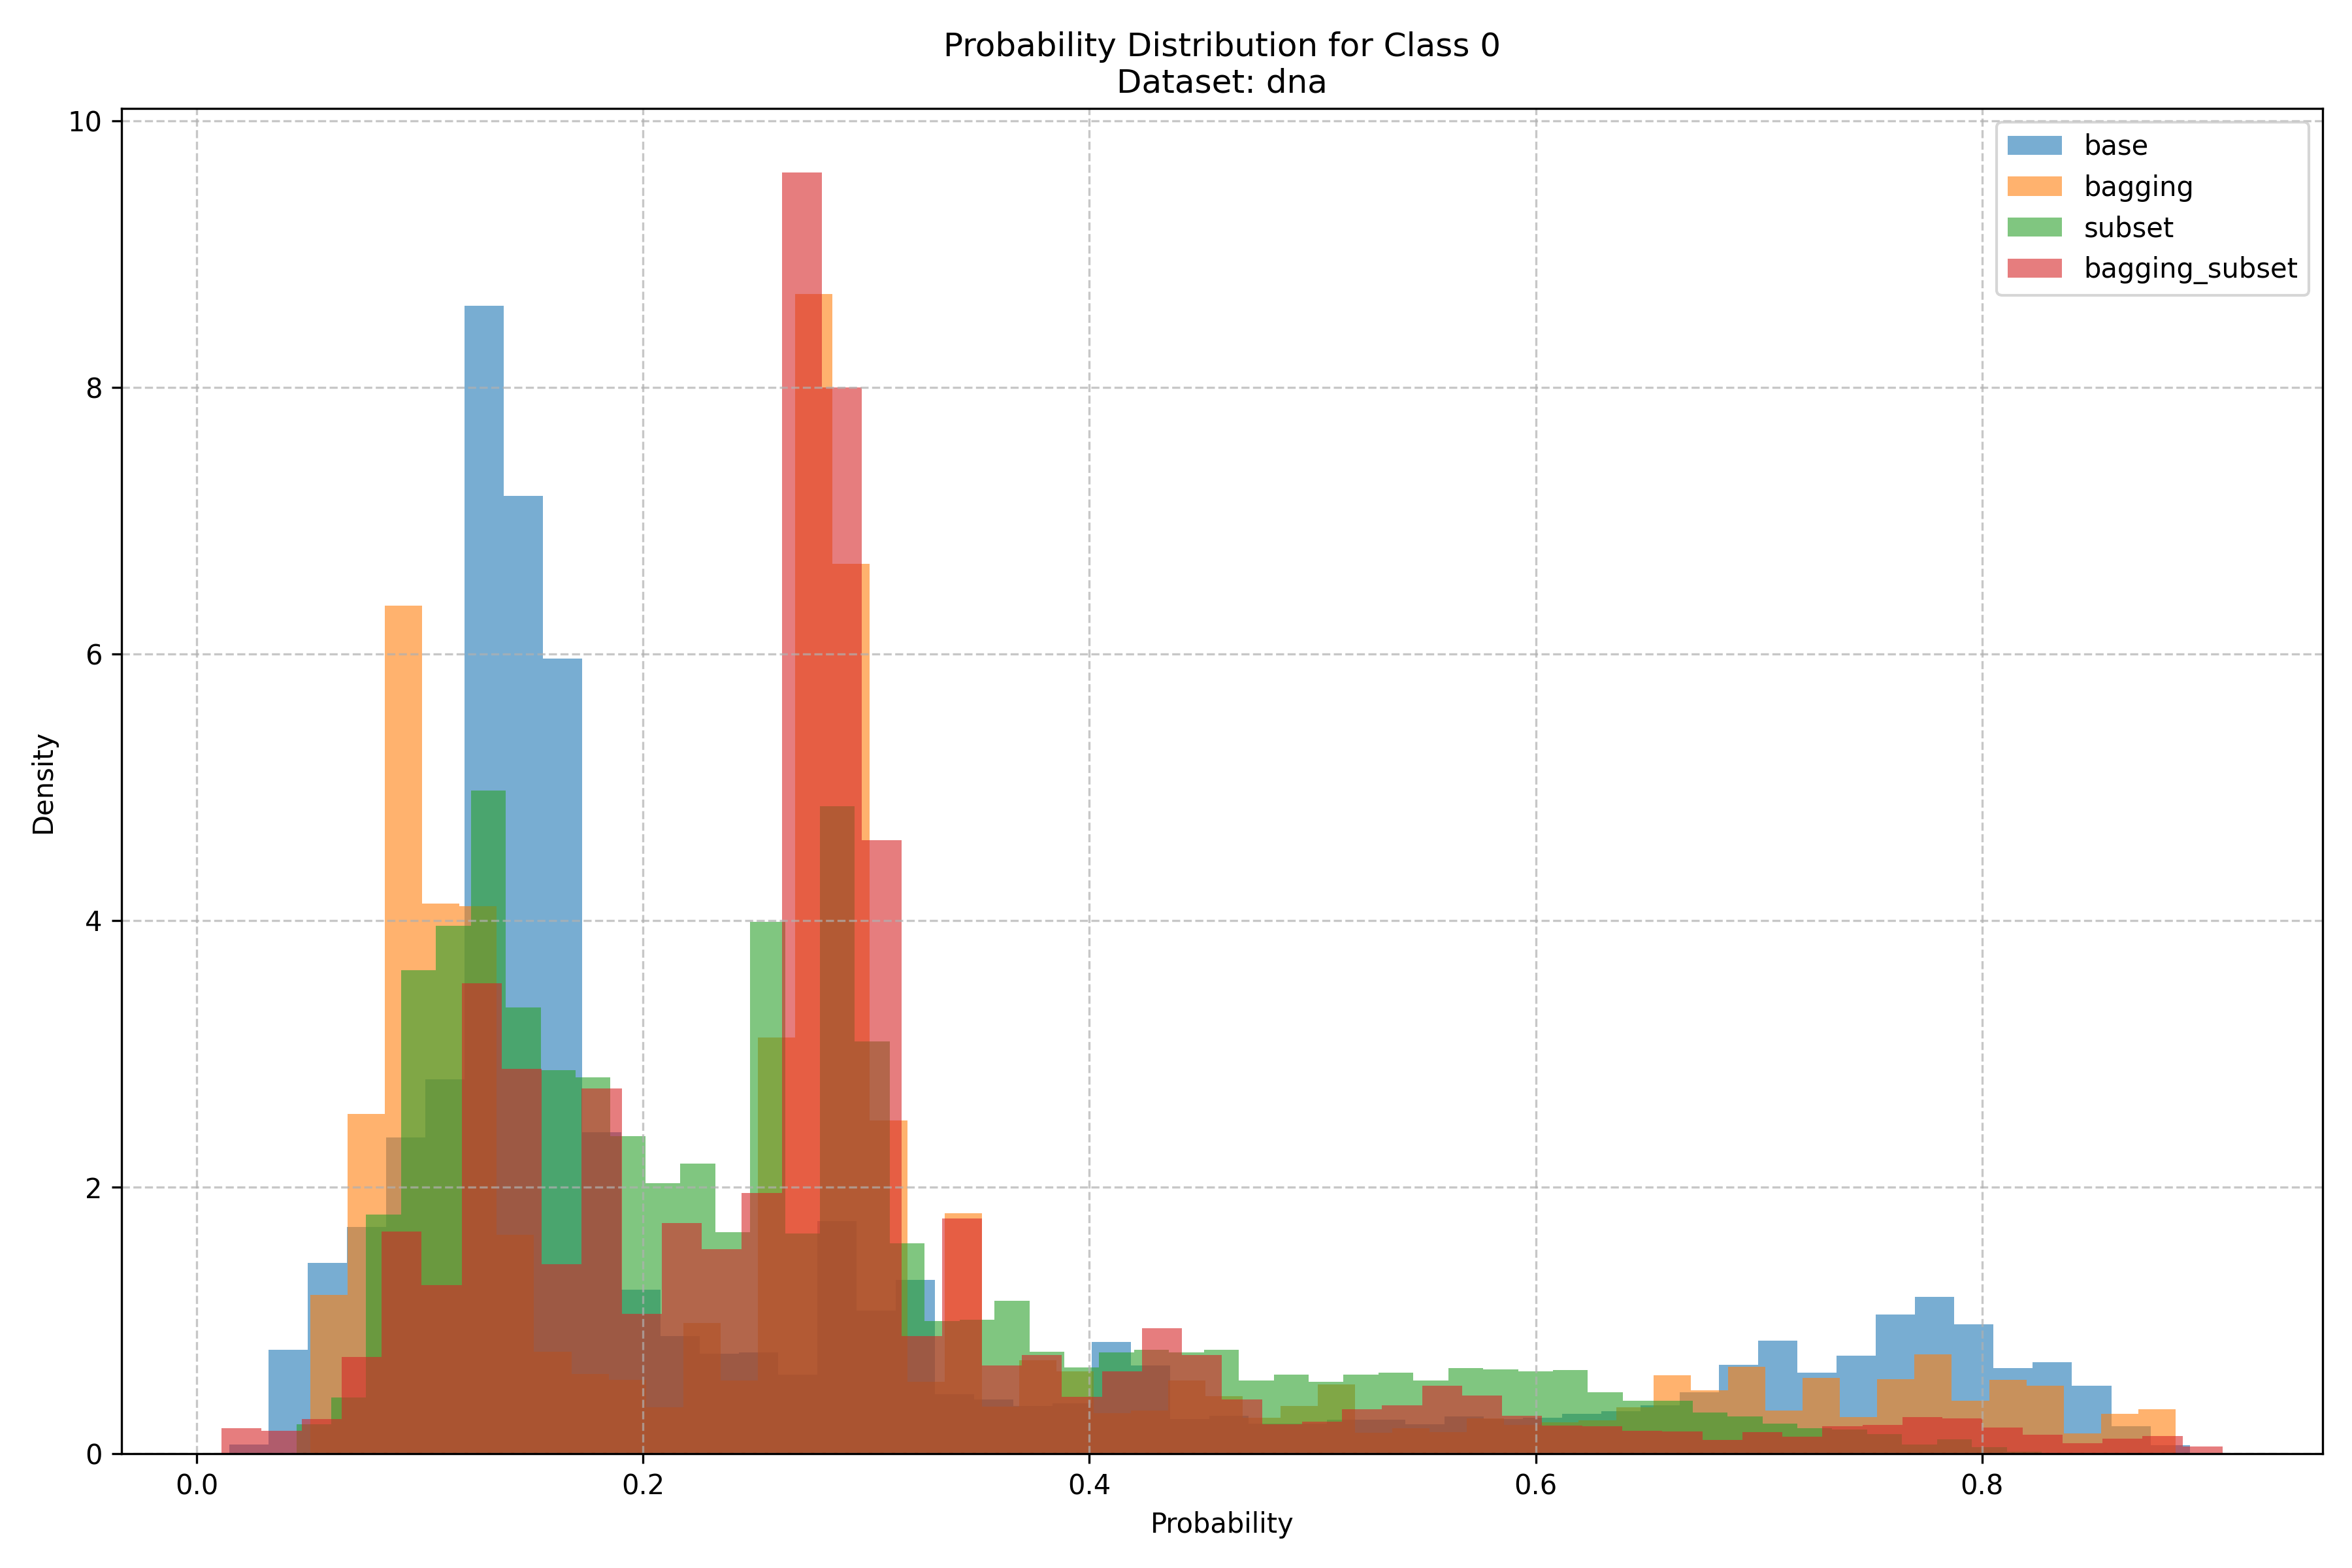 Probability Distribution for Class 0
Dataset: dna
10
8
6
4
2
0
Density
base
bagging
subset
bagging_subset
0.0
0.2
0.4
0.6
0.8
Probability